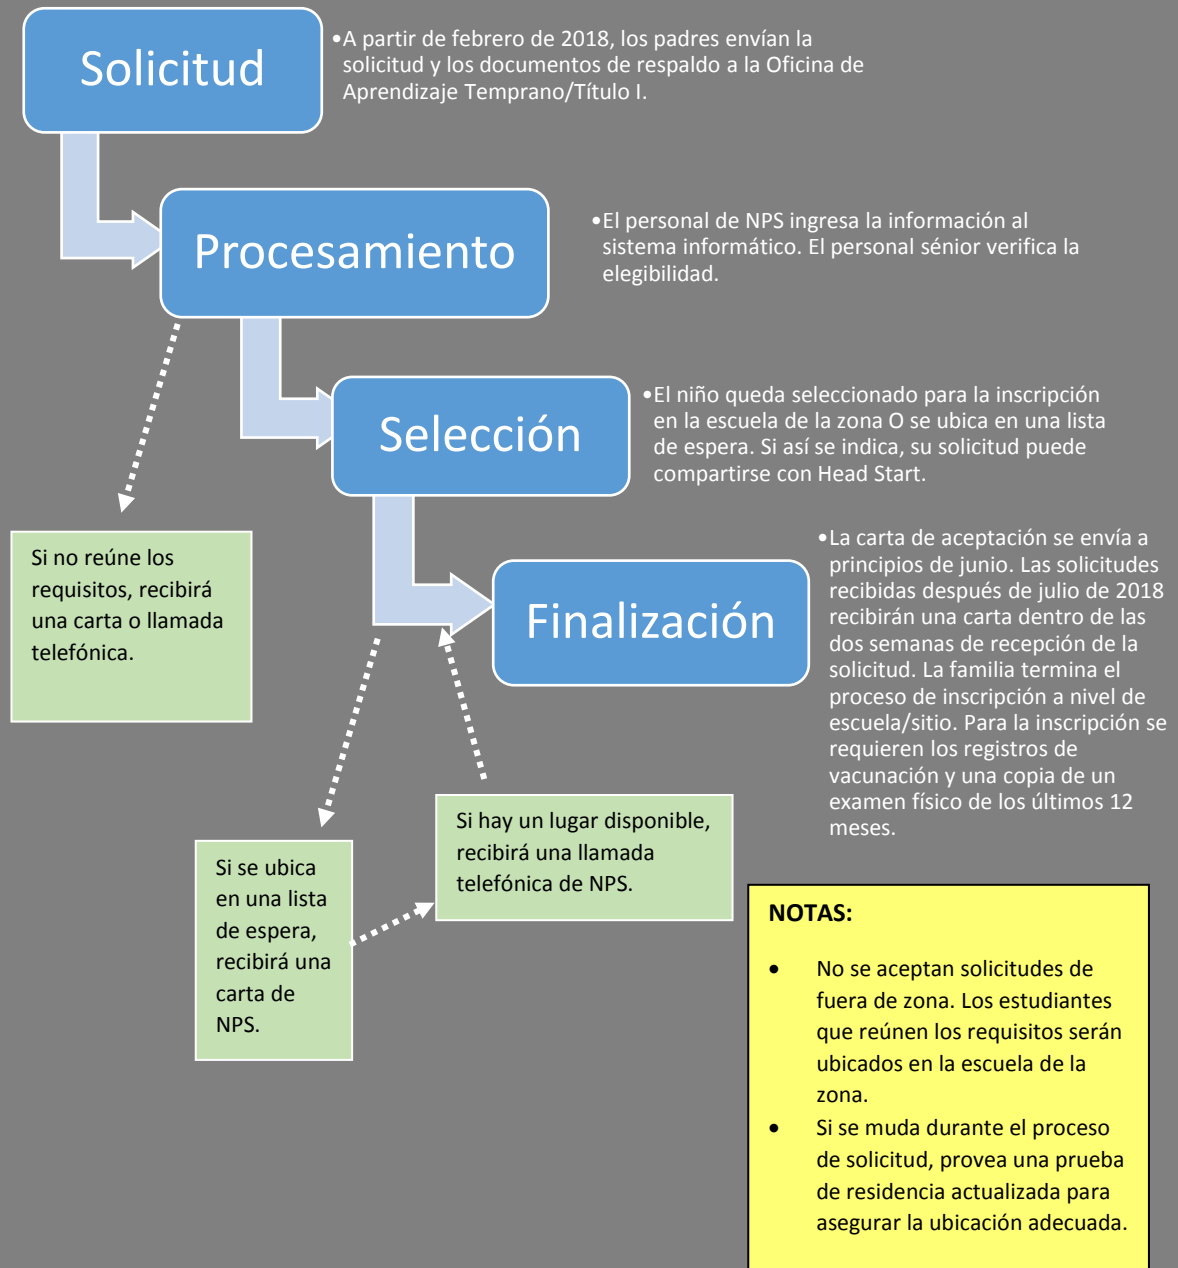 Solicitud
•A partir de febrero de 2018, los padres envían la
solicitud y los documentos de respaldo a la Oficina de
Aprendizaje Temprano/Título I.
Procesamiento
•El personal de NPS ingresa la información al
sistema informático. El personal sénior verifica la
elegibilidad.
Selección
•El niño queda seleccionado para la inscripción
en la escuela de la zona O se ubica en una lista
de espera. Si así se indica, su solicitud puede
compartirse con Head Start.
Si no reúne los
requisitos, recibirá
una carta o llamada
telefónica.
Finalización
•La carta de aceptación se envía a
principios de junio. Las solicitudes
recibidas después de julio de 2018
recibirán una carta dentro de las
dos semanas de recepción de la
solicitud. La familia termina el
proceso de inscripción a nivel de
escuela/sitio. Para la inscripción se
requieren los registros de
vacunación y una copia de un
examen físico de los últimos 12
meses.
Si se ubica
en una lista
de espera,
recibirá una
carta de
NPS.
Si hay un lugar disponible,
recibirá una llamada
telefónica de NPS.
NOTAS:
• No se aceptan solicitudes de
fuera de zona. Los estudiantes
que reúnen los requisitos serán
ubicados en la escuela de la
zona.
• Si se muda durante el proceso
de solicitud, provea una prueba
de residencia actualizada para
asegurar la ubicación adecuada.